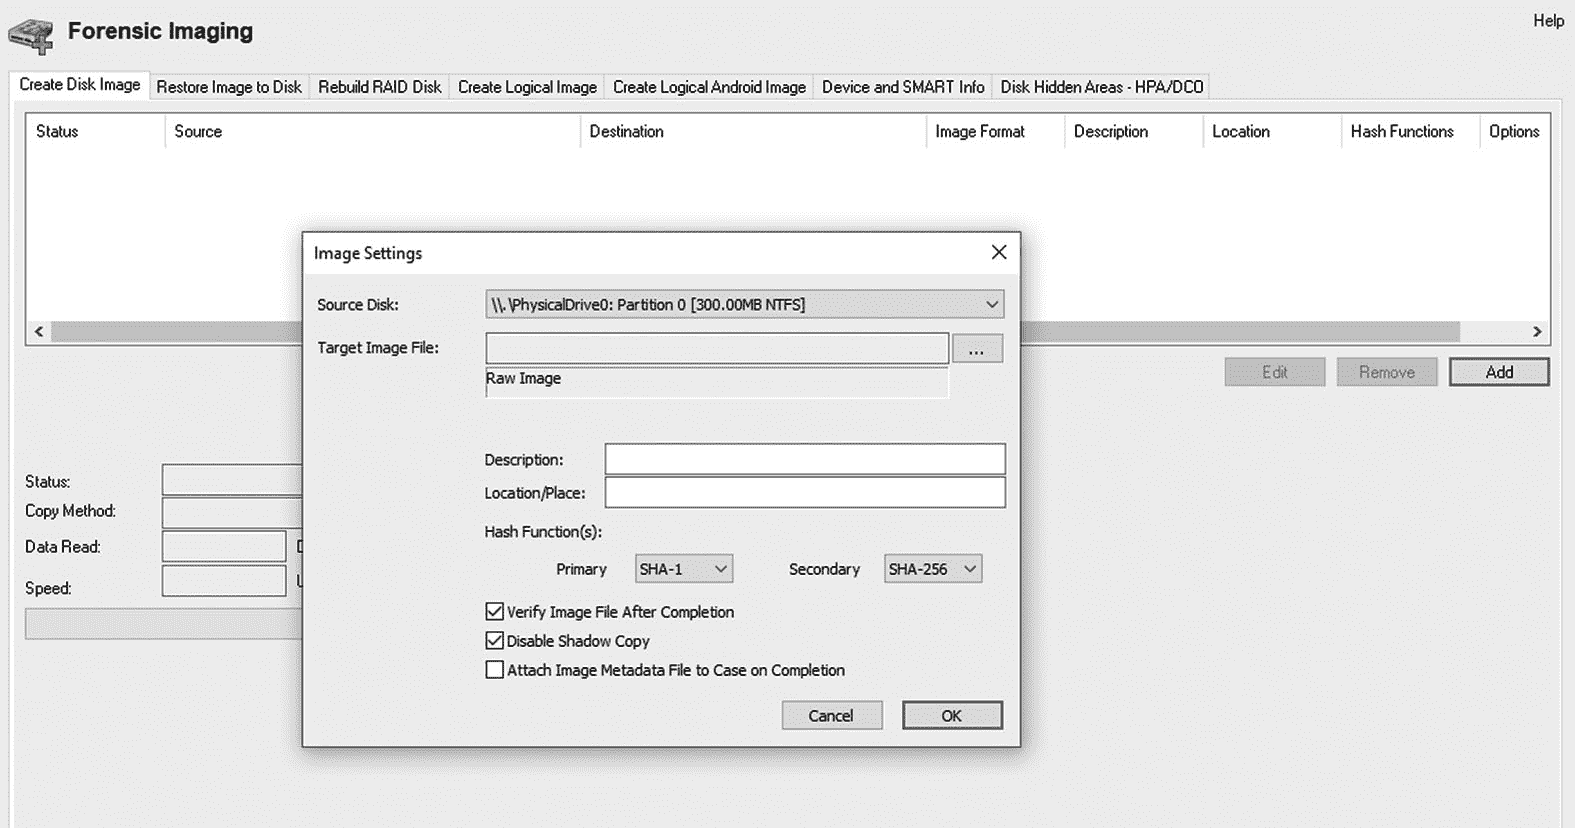 Forensic Imaging
Help
Create Disk Image Restore Image to Disk Rebuild RAID Disk Create Logical Image Create Logical Android Image Device and SMART Info Disk Hidden Areas - HPA/DCO
Status Source Destination Image Format Description Location Hash Functions Options
Image Settings
Source Disk: \\.\PhysicalDrive0: Partition 0 [300.00MB NTFS]
Target Image File: ...
Raw Image
Edit Remove Add
Description:
Location/Place:
Hash Function(s):
Primary SHA-1 Secondary SHA-256
Verify Image File After Completion
Disable Shadow Copy
Attach Image Metadata File to Case on Completion
Cancel OK
Status:
Copy Method:
Data Read:
Speed: